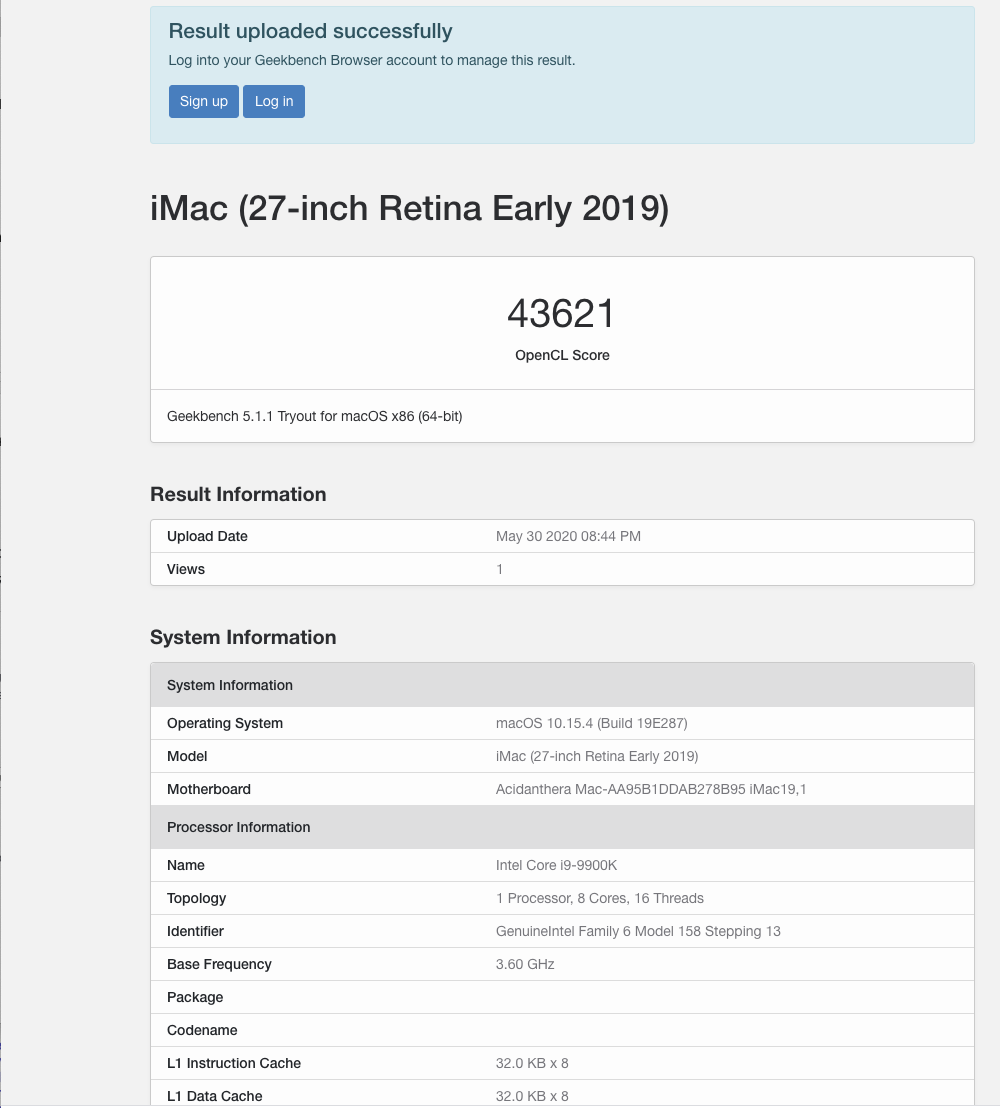 Result uploaded successfully
Log into your Geekbench Browser account to manage this result.
Sign up Log in
iMac (27-inch Retina Early 2019)
43621
OpenCL Score
Geekbench 5.1.1 Tryout for macOS x86 (64-bit)
Result Information
Upload Date May 30 2020 08:44 PM
Views 1
System Information
System Information
Operating System macOS 10.15.4 (Build 19E287)
Model iMac (27-inch Retina Early 2019)
Motherboard Acidanthera Mac-AA95B1DDAB278B95 iMac19,1
Processor Information
Name Intel Core i9-9900K
Topology 1 Processor, 8 Cores, 16 Threads
Identifier GenuineIntel Family 6 Model 158 Stepping 13
Base Frequency 3.60 GHz
Package
Codename
L1 Instruction Cache 32.0 KB x 8
L1 Data Cache 32.0 KB x 8